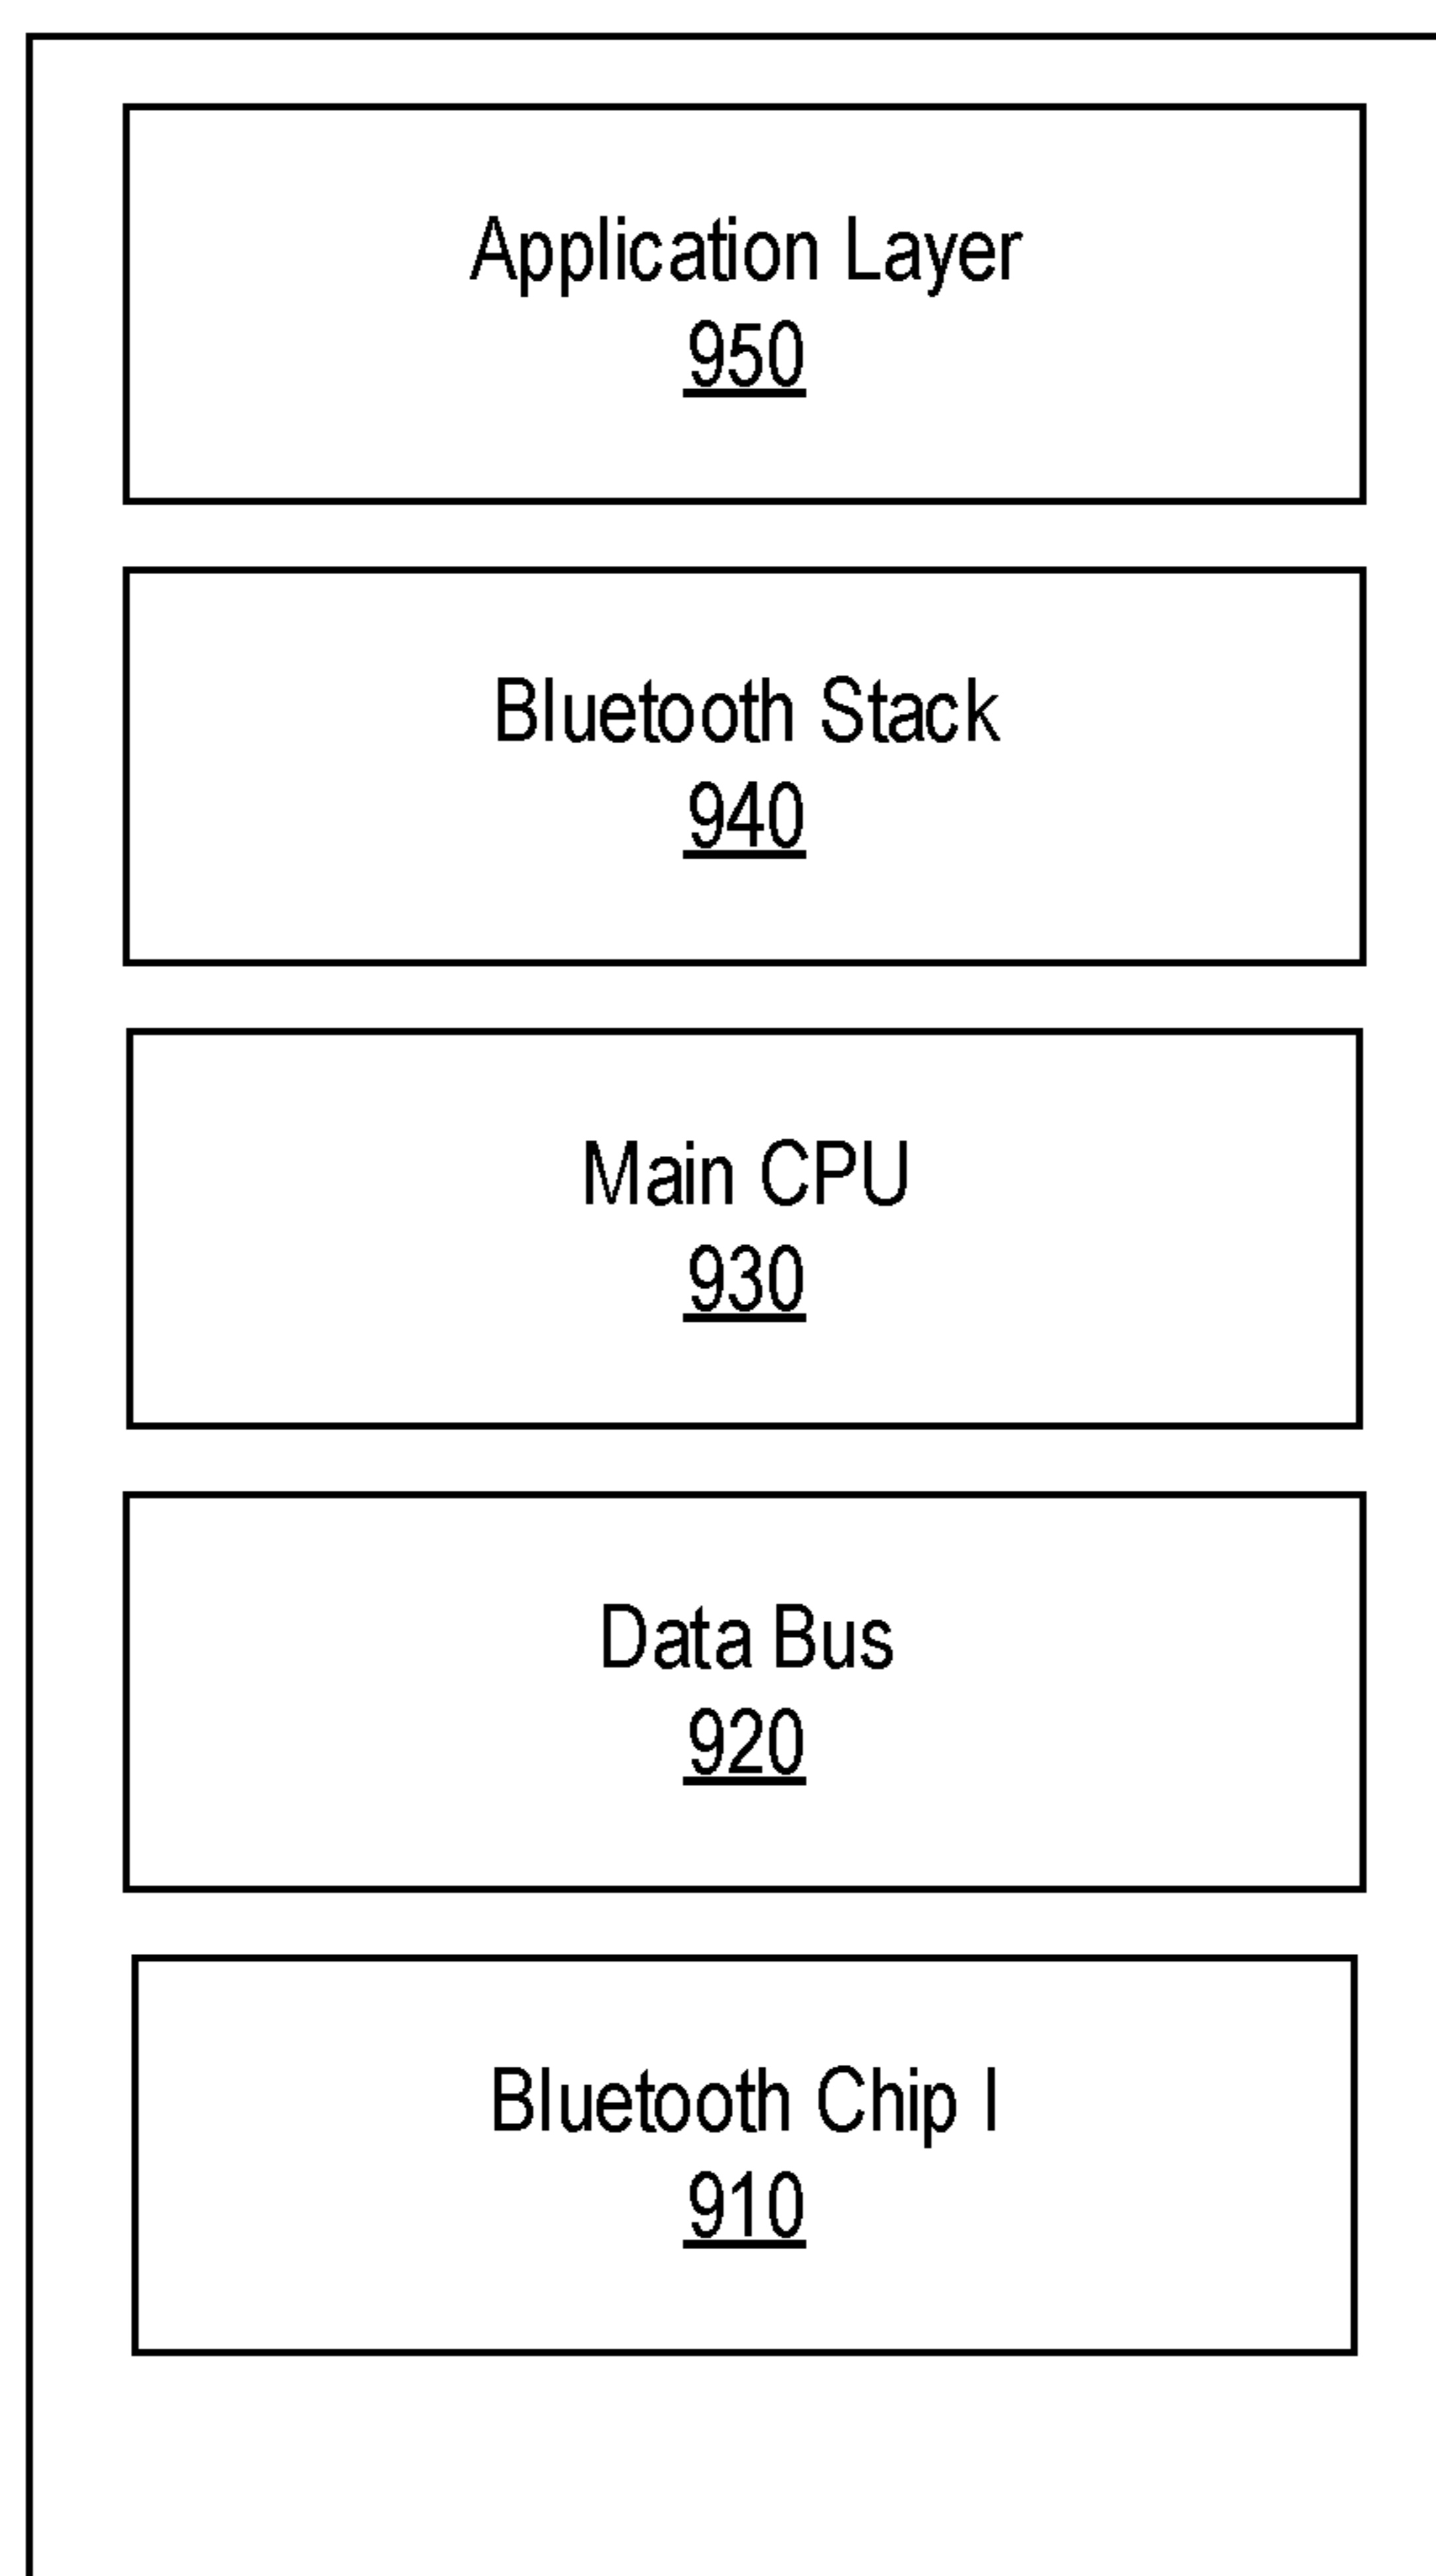 Application Layer
950
Bluetooth Stack
940
Main CPU
930
Data Bus
920
Bluetooth Chip I
910